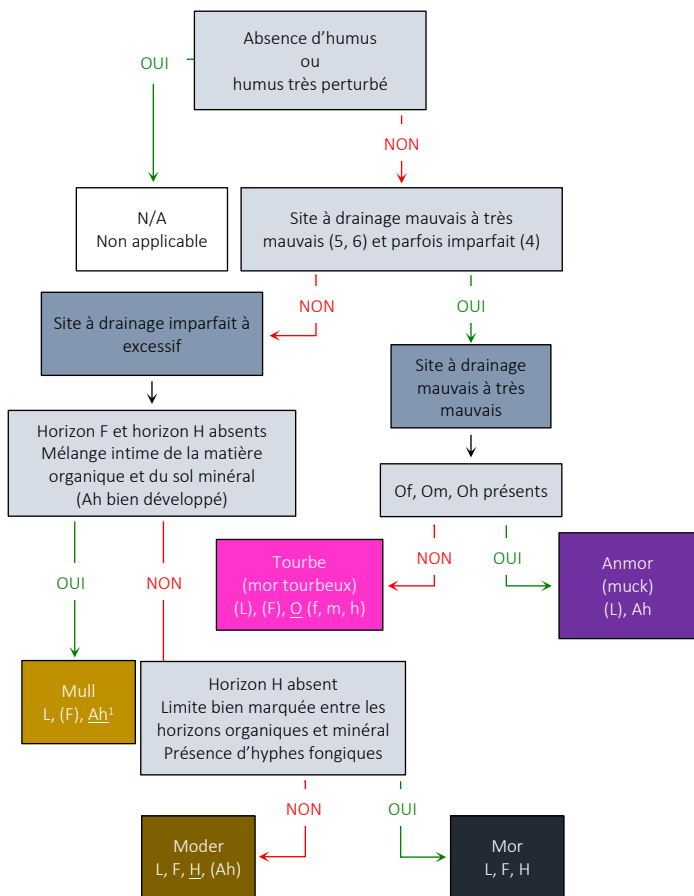 Absence d'humus
ou
humus très perturbé
OUI
NON
N/A
Non applicable
Site à drainage mauvais à très
mauvais (5, 6) et parfois imparfait (4)
NON
OUI
Site à drainage imparfait à
excessif
Site à drainage
mauvais à très
mauvais
Horizon F et horizon H absents
Mélange intime de la matière
organique et du sol minéral
(Ah bien développé)
Of, Om, Oh présents
OUI
NON
NON
OUI
Tourbe
(mor tourbeux)
(L), (F), O (f, m, h)
Anmor
(muck)
(L), Ah
Mull
L, (F), Ah¹
Horizon H absent
Limite bien marquée entre les
horizons organiques et minéral
Présence d'hyphes fongiques
NON
OUI
Moder
L, F, H, (Ah)
Mor
L, F, H